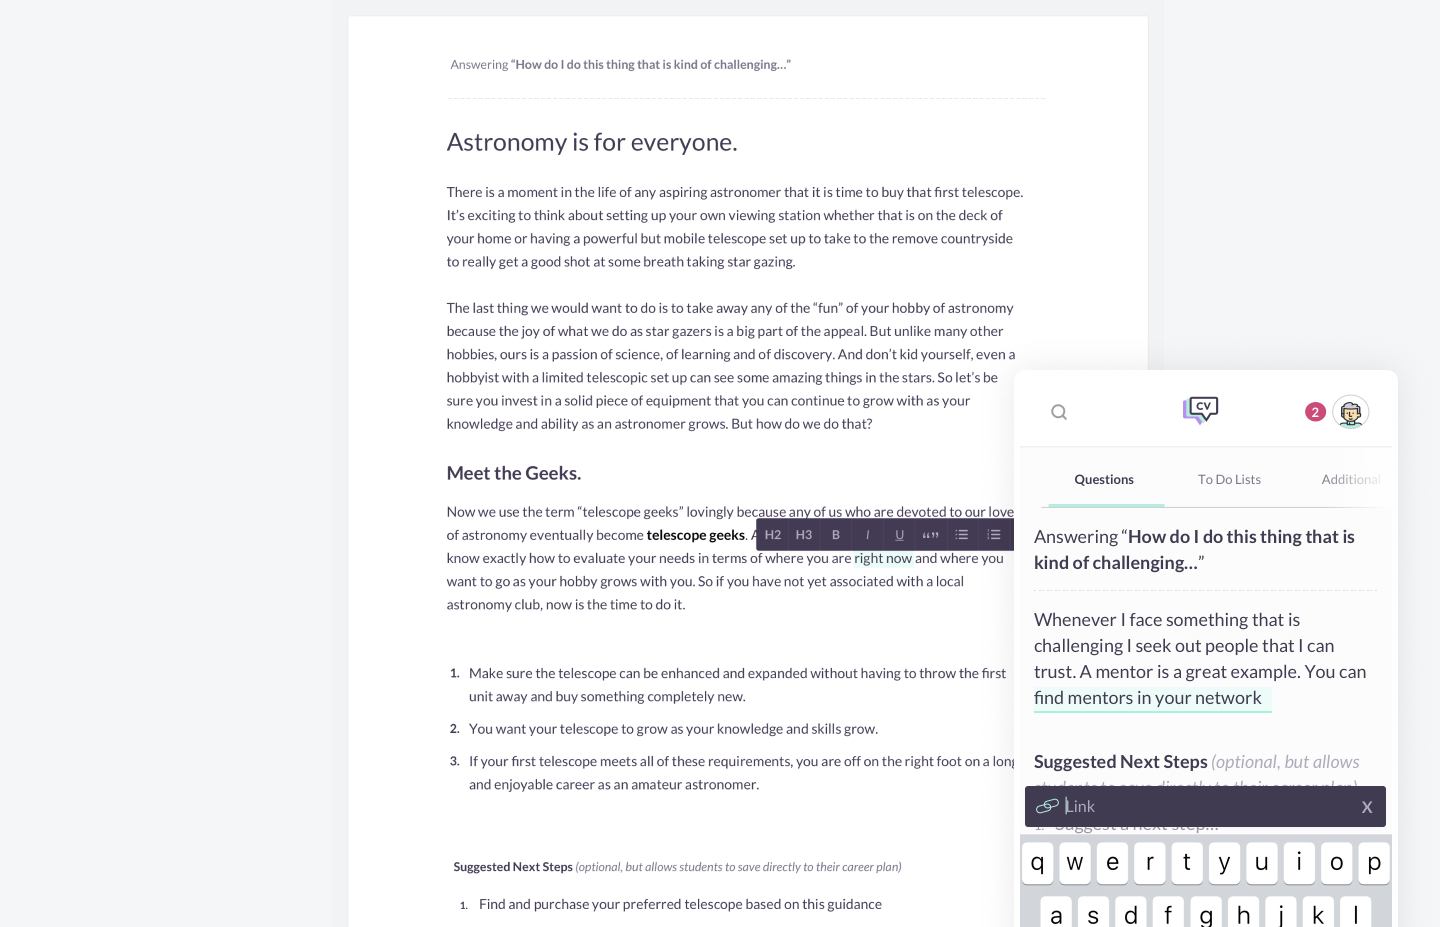 Answering “How do I do this thing that is kind of challenging...”
Astronomy is for everyone.
There is a moment in the life of any aspiring astronomer that it is time to buy that first telescope.
It’s exciting to think about setting up your own viewing station whether that is on the deck of
your home or having a powerful but mobile telescope set up to take to the remove countryside
to really get a good shot at some breath taking star gazing.
The last thing we would want to do is to take away any of the “fun” of your hobby of astronomy
because the joy of what we do as star gazers is a big part of the appeal. But unlike many other
hobbies, ours is a passion of science, of learning and of discovery. And don’t kid yourself, even a
hobbyist with a limited telescopic set up can see some amazing things in the stars. So let’s be
sure you invest in a solid piece of equipment that you can continue to grow with as your
knowledge and ability as an astronomer grows. But how do we do that?
Meet the Geeks.
Now we use the term “telescope geeks” lovingly because any of us who are devoted to our love
of astronomy eventually become telescope geeks. A
H2 H3 B I U “”
know exactly how to evaluate your needs in terms of where you are right now and where you
want to go as your hobby grows with you. So if you have not yet associated with a local
astronomy club, now is the time to do it.
1. Make sure the telescope can be enhanced and expanded without having to throw the first
unit away and buy something completely new.
2. You want your telescope to grow as your knowledge and skills grow.
3. If your first telescope meets all of these requirements, you are off on the right foot on a long
and enjoyable career as an amateur astronomer.
Suggested Next Steps (optional, but allows students to save directly to their career plan)
1. Find and purchase your preferred telescope based on this guidance
CV
2
Questions To Do Lists Additional
Answering “How do I do this thing that is
kind of challenging...”
Whenever I face something that is
challenging I seek out people that I can
trust. A mentor is a great example. You can
find mentors in your network
Suggested Next Steps (optional, but allows
students to save directly to their career plan)
Link X
1. Suggest a next step...
q w e r t y u i o p
a s d f g h j k l